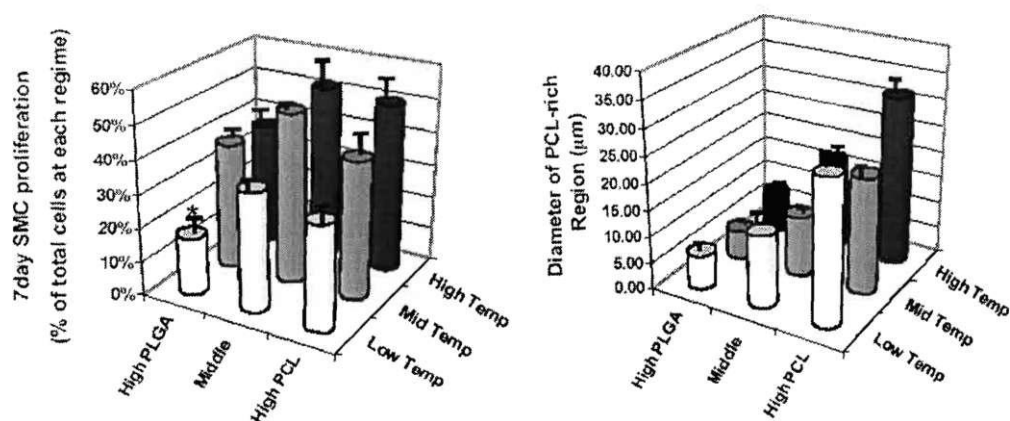 7day SMC proliferation
(% of total cells at each regime)
60%
50%
40%
30%
20%
10%
0%
*
High PLGA
Middle
High PCL
Low Temp
Mid Temp
High Temp
Diameter of PCL-rich
Region (μm)
40.00
35.00
30.00
25.00
20.00
15.00
10.00
5.00
0.00
High PLGA
Middle
High PCL
Low Temp
Mid Temp
High Temp